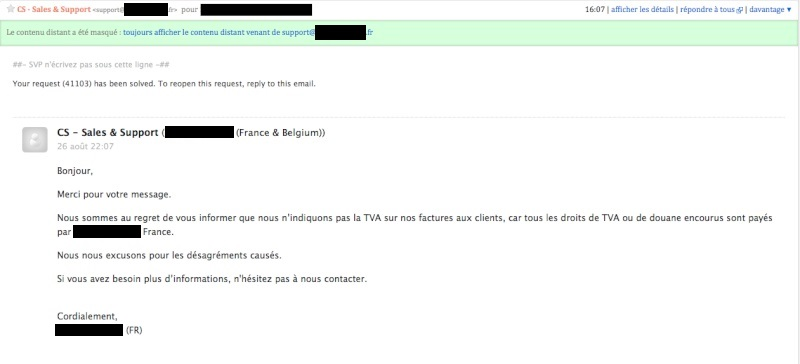 CS - Sales & Support <support@ .fr> pour 16:07 | afficher les détails | répondre à tous | davantage
Le contenu distant a été masqué : toujours afficher le contenu distant venant de support@ .fr
##- SVP n'écrivez pas sous cette ligne -##
Your request (41103) has been solved. To reopen this request, reply to this email.
CS - Sales & Support ( (France & Belgium))
26 août 22:07
Bonjour,
Merci pour votre message.
Nous sommes au regret de vous informer que nous n'indiquons pas la TVA sur nos factures aux clients, car tous les droits de TVA ou de douane encourus sont payés
par France.
Nous nous excusons pour les désagréments causés.
Si vous avez besoin plus d'informations, n'hésitez pas à nous contacter.
Cordialement,
(FR)